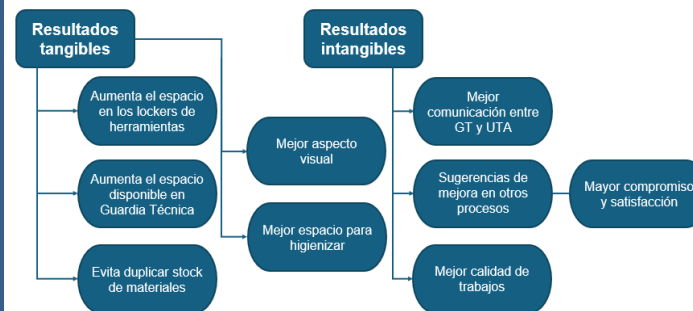 Resultados
tangibles
Resultados
intangibles
Aumenta el espacio
en los lockers de
herramientas
Aumenta el espacio
disponible en
Guardia Técnica
Evita duplicar stock
de materiales
Mejor aspecto
visual
Mejor espacio para
higienizar
Mejor
comunicación entre
GT y UTA
Sugerencias de
mejora en otros
procesos
Mayor compromiso
y satisfacción
Mejor calidad de
trabajos